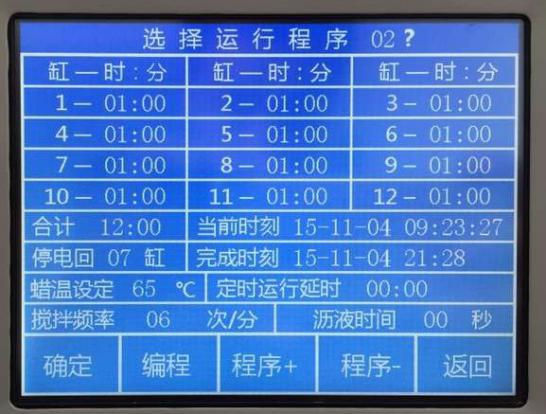 选择运行程序 02?
缸—时:分 缸—时:分 缸—时:分
1— 01:00 2— 01:00 3— 01:00
4— 01:00 5— 01:00 6— 01:00
7— 01:00 8— 01:00 9— 01:00
10— 01:00 11— 01:00 12— 01:00
合计 12:00 当前时刻 15-11-04 09:23:27
停电回 07 缸 完成时刻 15-11-04 21:28
蜡温设定 65 ℃ 定时运行延时 00:00
搅拌频率 06 次/分 沥液时间 00 秒
确定 编程 程序+ 程序- 返回